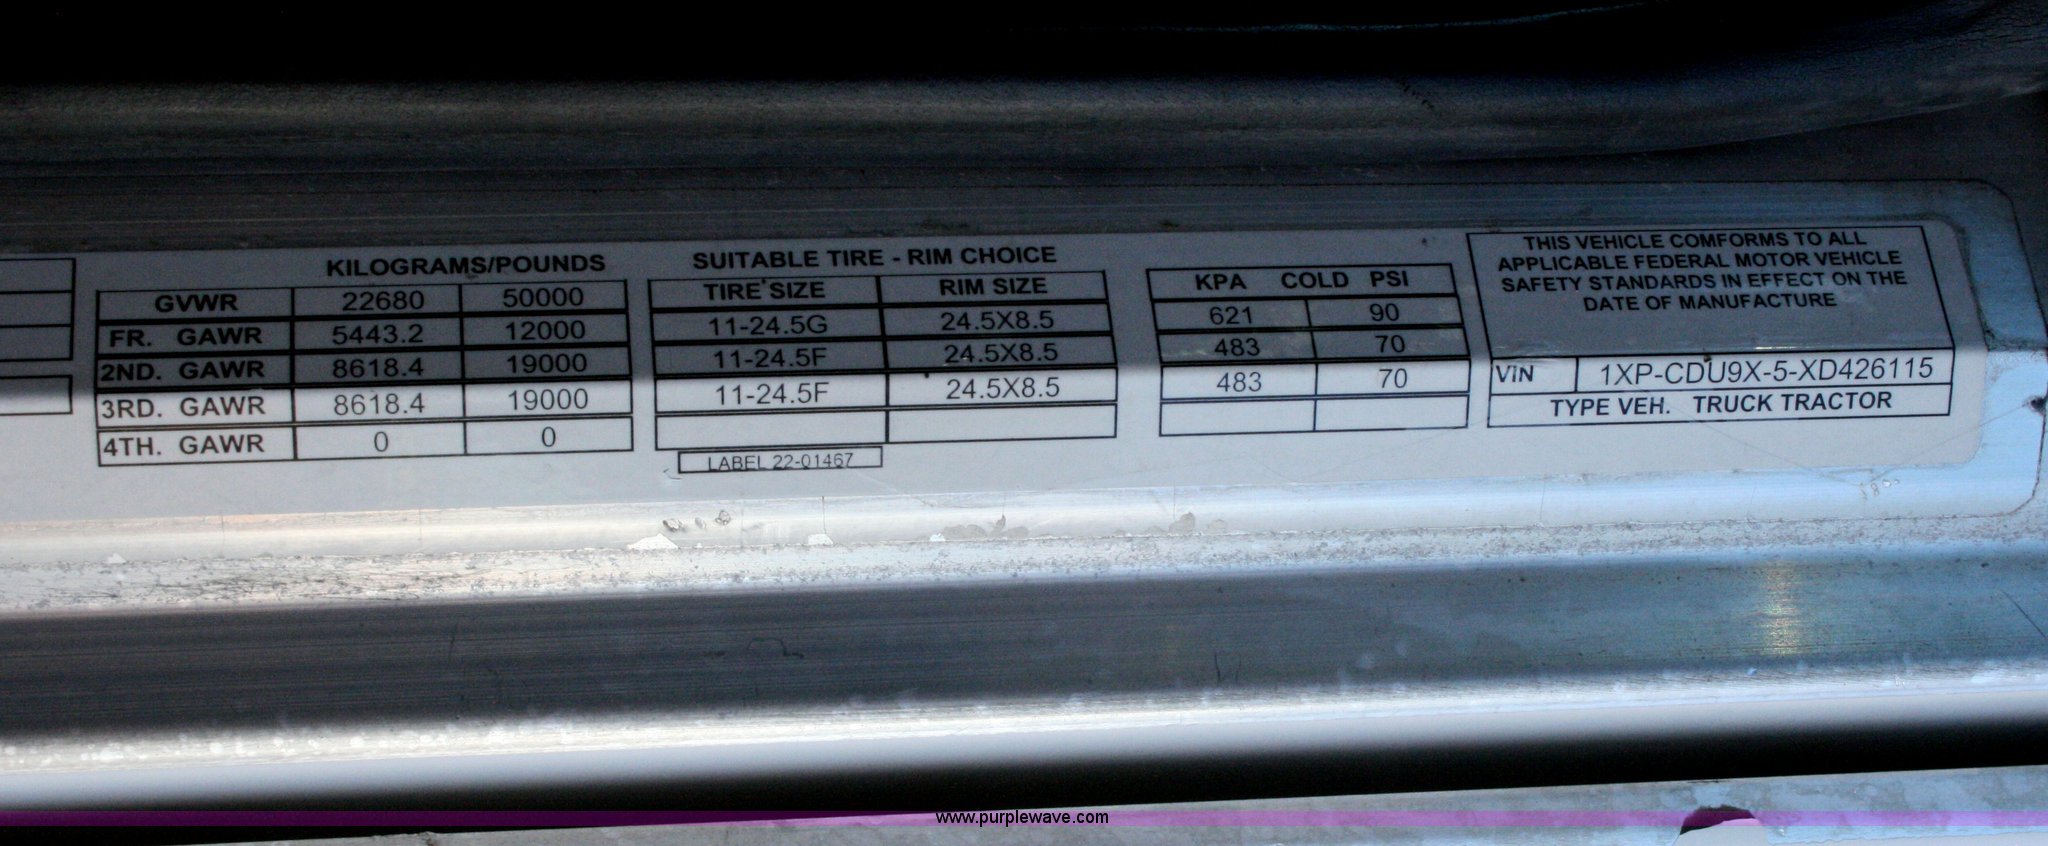 KILOGRAMS/POUNDS
GVWR 22680 50000
FR. GAWR 5443.2 12000
2ND. GAWR 8618.4 19000
3RD. GAWR 8618.4 19000
4TH. GAWR 0 0
SUITABLE TIRE - RIM CHOICE
TIRE SIZE RIM SIZE
11-24.5G 24.5X8.5
11-24.5F 24.5X8.5
11-24.5F 24.5X8.5
LABEL 22-01467
KPA COLD PSI
621 90
483 70
483 70
THIS VEHICLE COMFORMS TO ALL
APPLICABLE FEDERAL MOTOR VEHICLE
SAFETY STANDARDS IN EFFECT ON THE
DATE OF MANUFACTURE
VIN 1XP-CDU9X-5-XD426115
TYPE VEH. TRUCK TRACTOR
www.purplewave.com